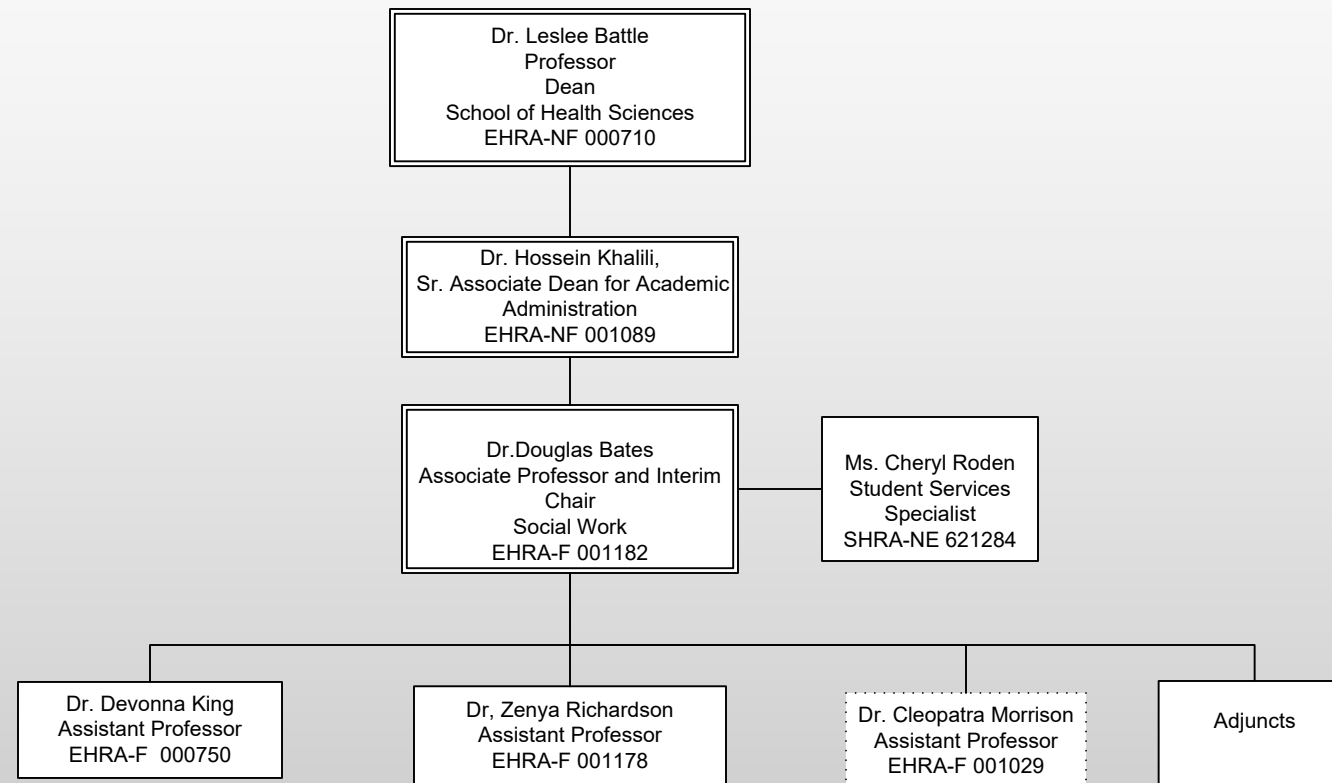 Dr. Leslee Battle
Professor
Dean
School of Health Sciences
EHRA-NF 000710
Dr. Hossein Khalili,
Sr. Associate Dean for Academic
Administration
EHRA-NF 001089
Dr.Douglas Bates
Associate Professor and Interim
Chair
Social Work
EHRA-F 001182
Ms. Cheryl Roden
Student Services
Specialist
SHRA-NE 621284
Dr. Devonna King
Assistant Professor
EHRA-F  000750
Dr, Zenya Richardson
Assistant Professor
EHRA-F 001178
Dr. Cleopatra Morrison
Assistant Professor
EHRA-F 001029
Adjuncts